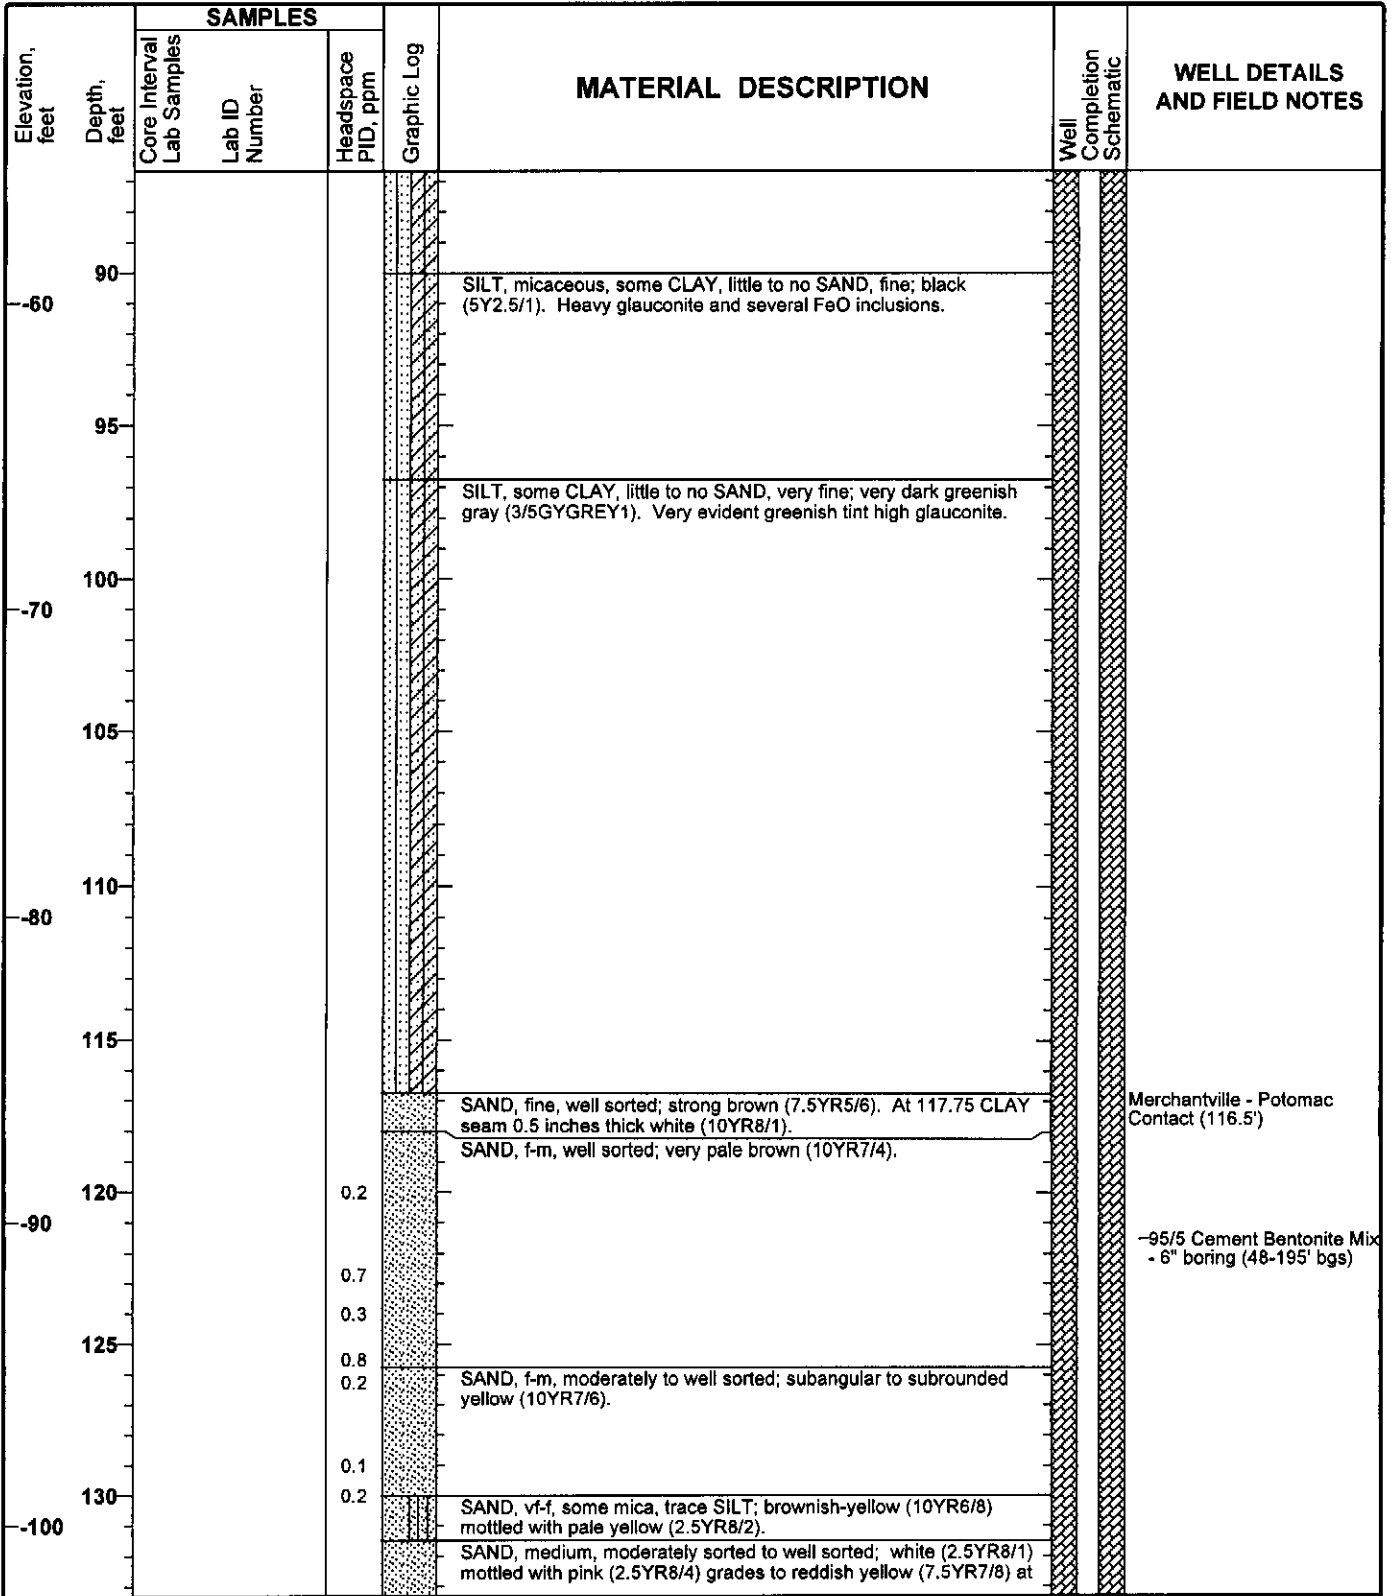 SAMPLES
Elevation,
feet
Depth,
feet
Core Interval
Lab Samples
Lab ID
Number
Headspace
PID, ppm
Graphic Log
MATERIAL DESCRIPTION
Well
Completion
Schematic
WELL DETAILS
AND FIELD NOTES
90
-60
SILT, micaceous, some CLAY, little to no SAND, fine; black
(5Y2.5/1). Heavy glauconite and several FeO inclusions.
95
SILT, some CLAY, little to no SAND, very fine; very dark greenish
gray (3/5GYGREY1). Very evident greenish tint high glauconite.
100
-70
105
110
-80
115
SAND, fine, well sorted; strong brown (7.5YR5/6). At 117.75 CLAY
seam 0.5 inches thick white (10YR8/1).
Merchantville - Potomac
Contact (116.5')
SAND, f-m, well sorted; very pale brown (10YR7/4).
120
0.2
-90
95/5 Cement Bentonite Mix
- 6" boring (48-195' bgs)
0.7
0.3
125
0.8
0.2
SAND, f-m, moderately to well sorted; subangular to subrounded
yellow (10YR7/6).
0.1
130
0.2
SAND, vf-f, some mica, trace SILT; brownish-yellow (10YR6/8)
mottled with pale yellow (2.5YR8/2).
-100
SAND, medium, moderately sorted to well sorted; white (2.5YR8/1)
mottled with pink (2.5YR8/4) grades to reddish yellow (7.5YR7/8) at